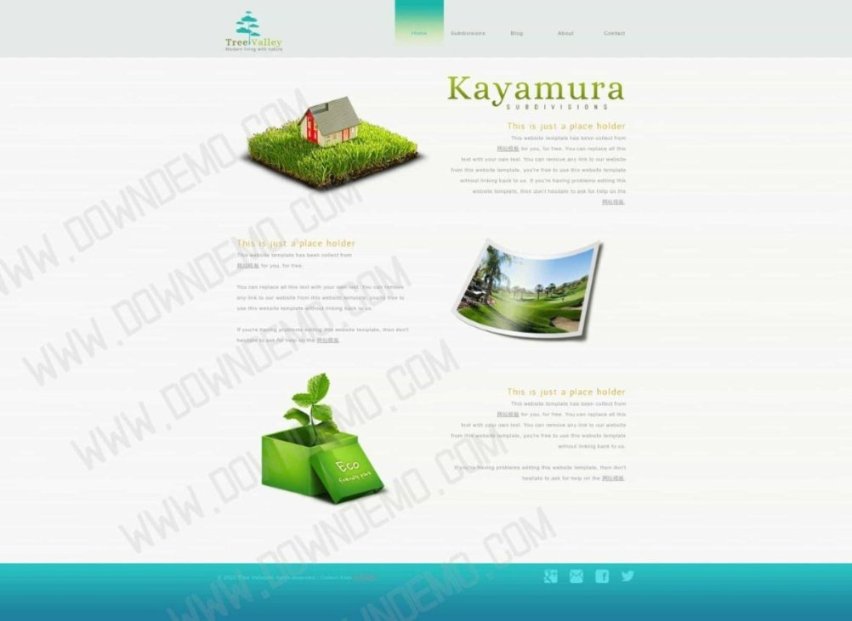 Tree Valley
Modern living with nature
Home
Subdivisions
Blog
About
Contact
Kayamura
SUBDIVISIONS
This is just a place holder
This website template has been collect from
网站模板 for you, for free. You can replace all this
text with your own text. You can remove any link to our website
from this website template, you're free to use this website template
without linking back to us. If you're having problems editing this
website template, then don't hesitate to ask for help on the
网站模板.
This is just a place holder
This website template has been collect from
网站模板 for you, for free.
You can replace all this text with your own text. You can remove
any link to our website from this website template, you're free to
use this website template without linking back to us.
If you're having problems editing this website template, then don't
hesitate to ask for help on the 网站模板.
This is just a place holder
This website template has been collect from
网站模板 for you, for free. You can replace all this
text with your own text. You can remove any link to our website
from this website template, you're free to use this website template
without linking back to us.
If you're having problems editing this website template, then don't
hesitate to ask for help on the 网站模板.
Eco
WWW.DOWNDEMO.COM
WWW.DOWNDEMO.COM
WWW.DOWNDEMO.COM
WWW.DOWNDEMO.COM
WWW.DOWNDEMO.COM